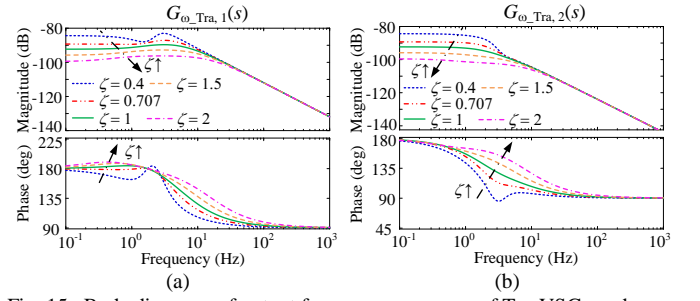 G_ω_Tra, 1(s)
Magnitude (dB)
-80
-100
-120
-140
ζ↑
ζ = 0.4
ζ = 1.5
ζ = 0.707
ζ = 1
ζ = 2
Phase (deg)
225
180
135
90
ζ↑
10^-1
10^0
10^1
10^2
10^3
Frequency (Hz)
(a)
G_ω_Tra, 2(s)
Magnitude (dB)
-80
-100
-120
-140
ζ↑
ζ = 0.4
ζ = 1.5
ζ = 0.707
ζ = 1
ζ = 2
Phase (deg)
180
135
90
45
0
ζ↑
10^-1
10^0
10^1
10^2
10^3
Frequency (Hz)
(b)